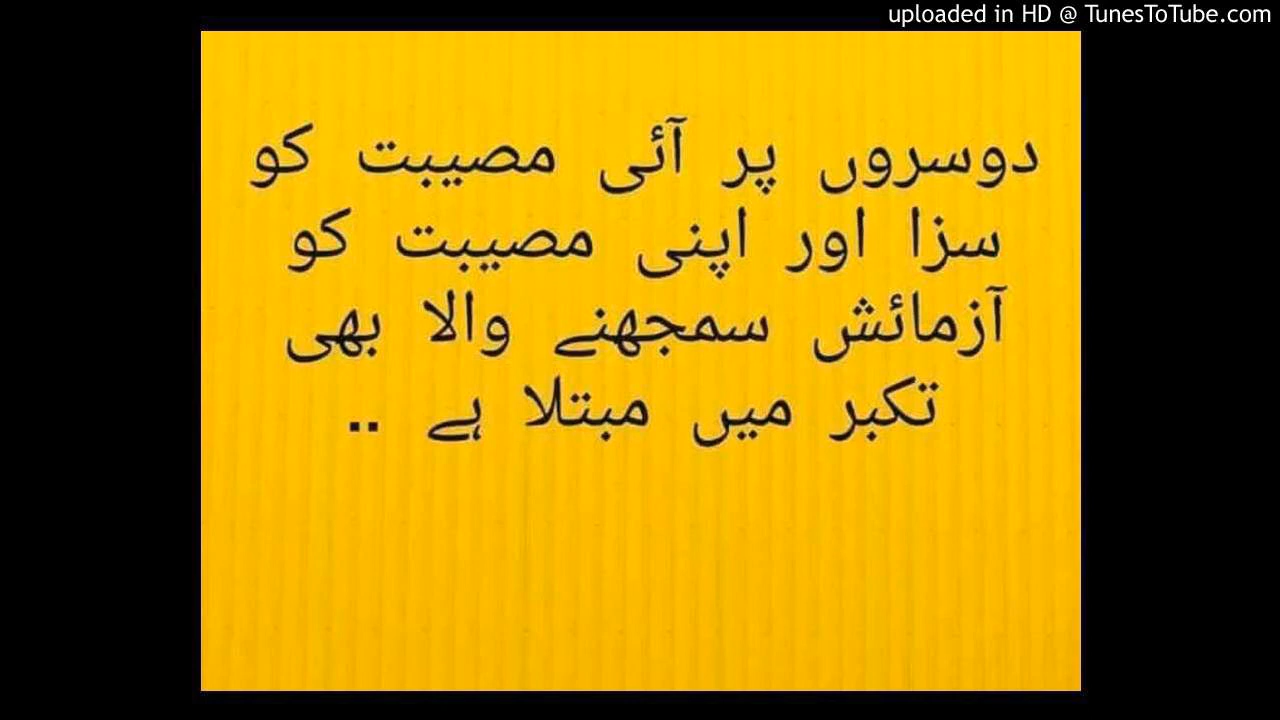 uploaded in HD @ TunesToTube.com
دوسروں پر آئی مصیبت کو
سزا اور اپنی مصیبت کو
آزمائش سمجھنے والا بھی
تکبر میں مبتلا ہے ..